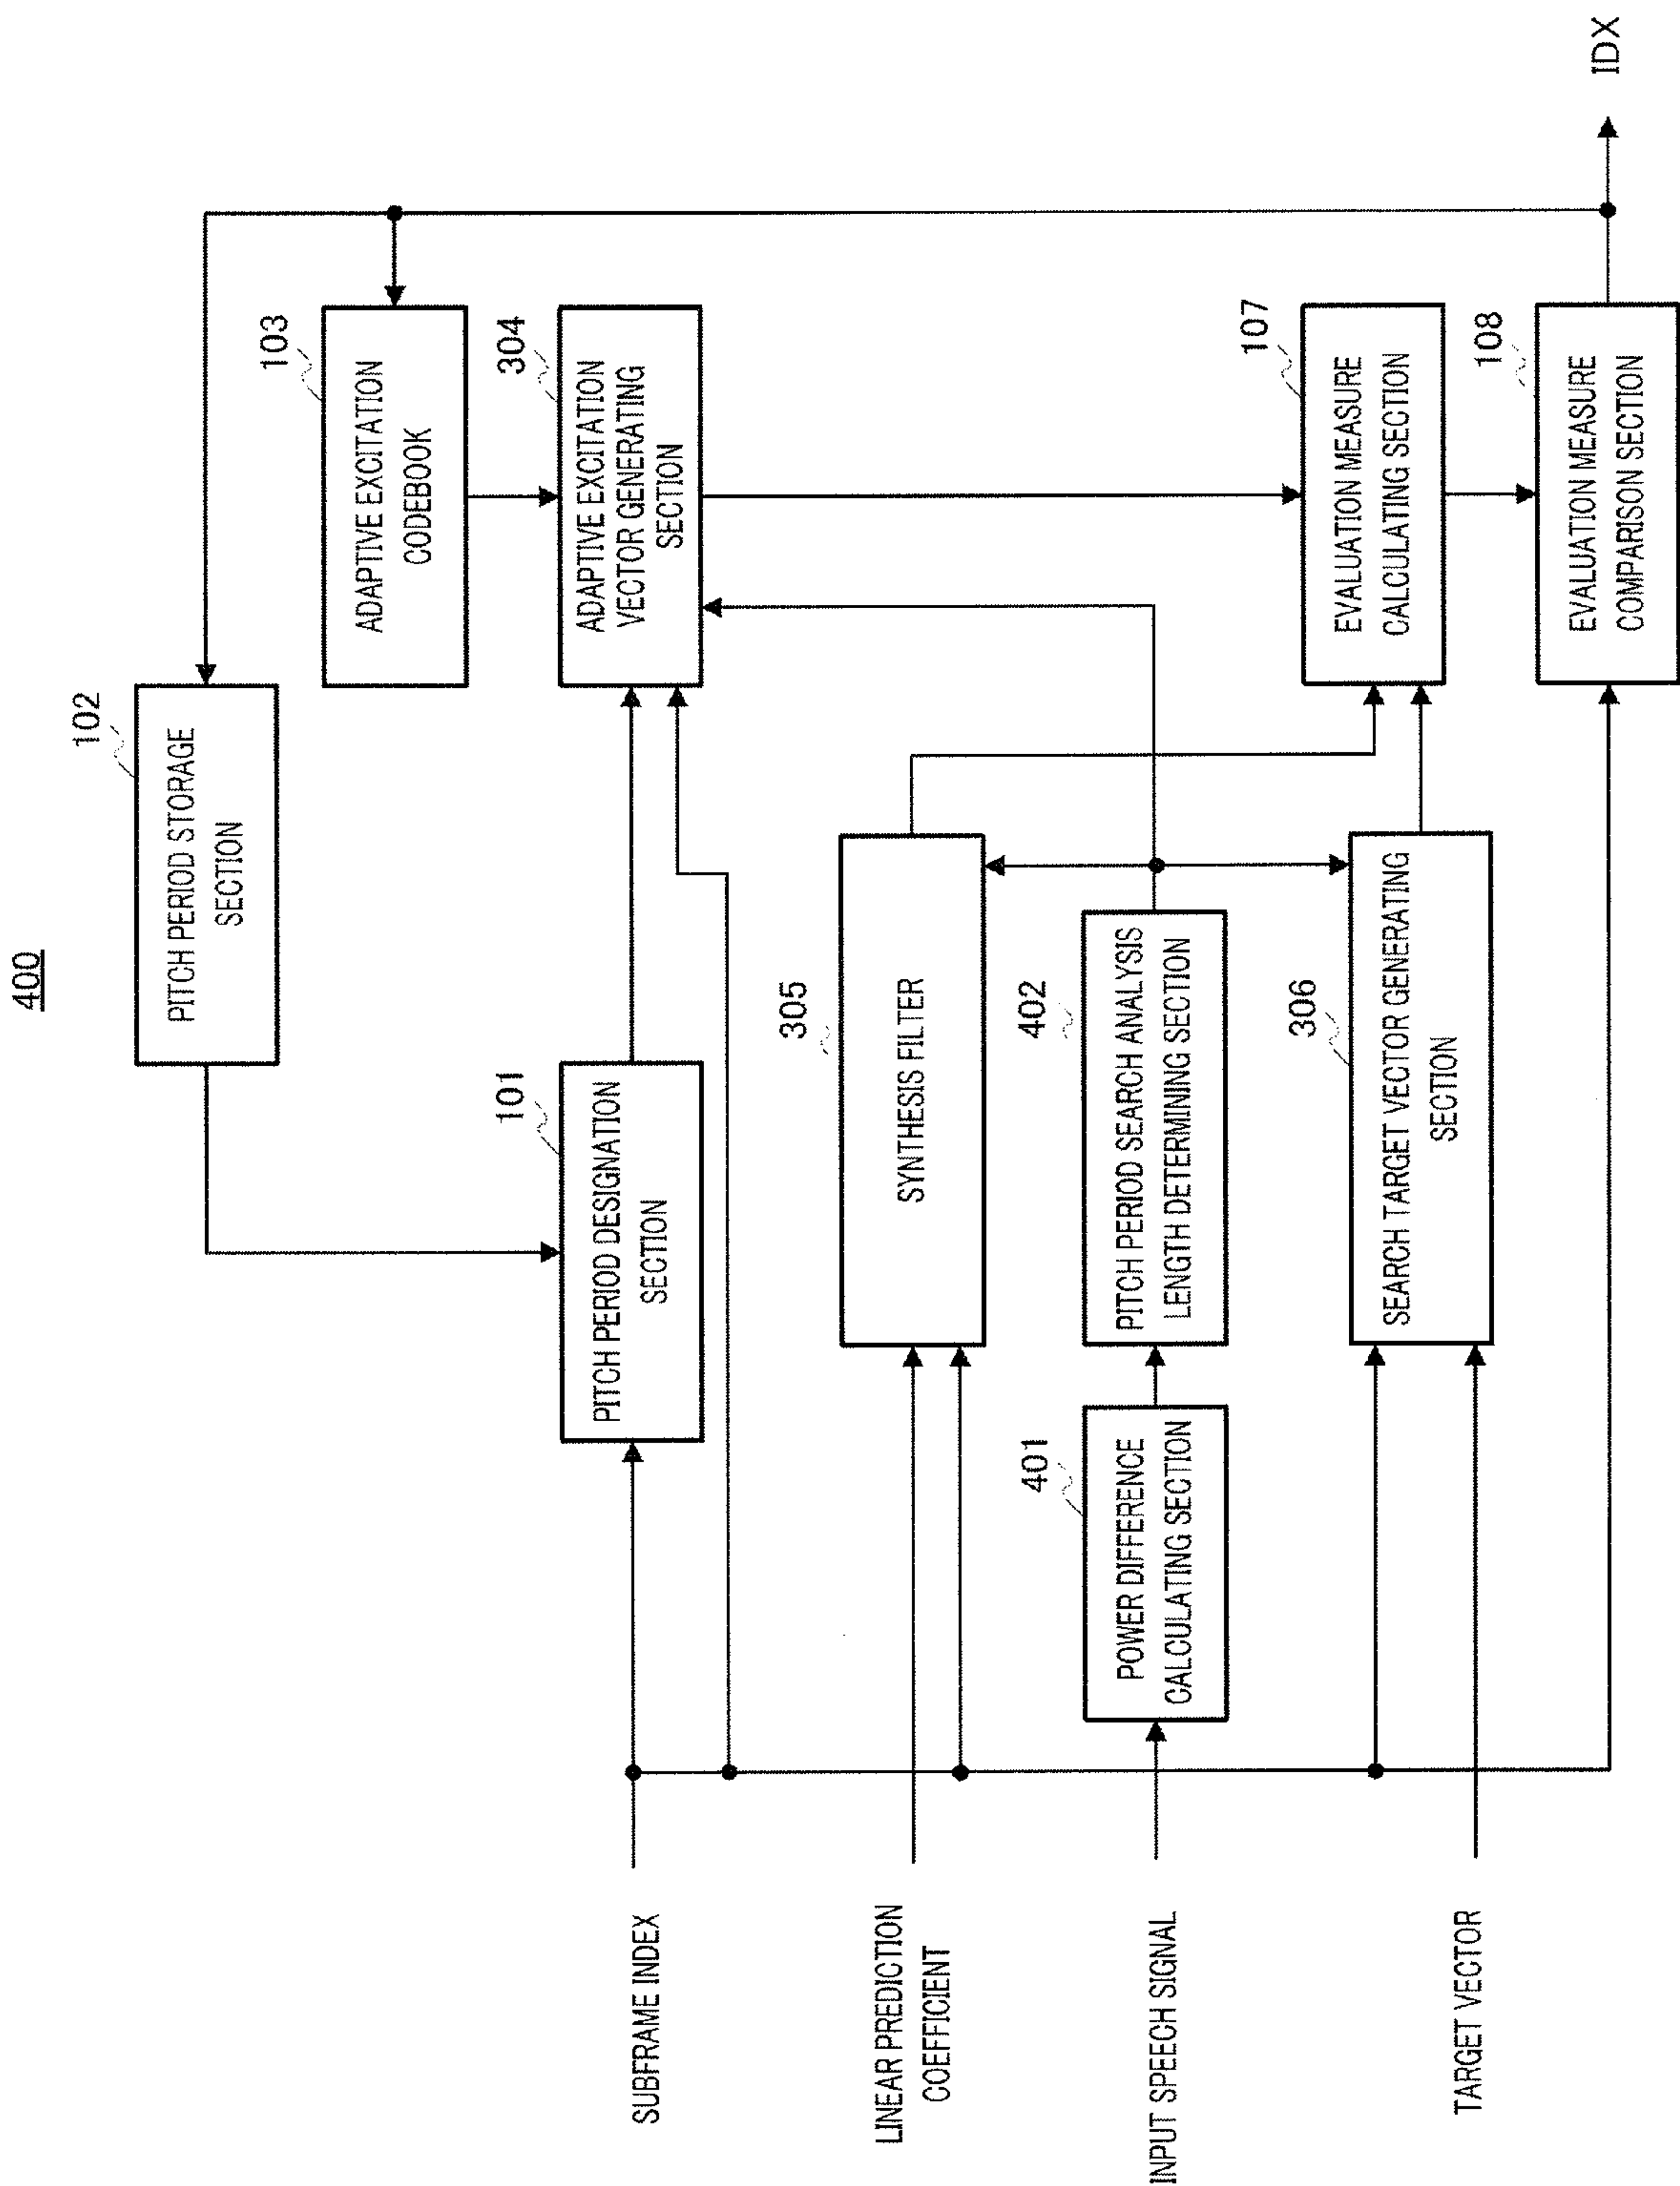 400
102
PITCH PERIOD STORAGE
SECTION
103
ADAPTIVE EXCITATION
CODEBOOK
101
PITCH PERIOD DESIGNATION
SECTION
304
ADAPTIVE EXCITATION
VECTOR GENERATING
SECTION
SUBFRAME INDEX
305
SYNTHESIS FILTER
LINEAR PREDICTION
COEFFICIENT
401
POWER DIFFERENCE
CALCULATING SECTION
402
PITCH PERIOD SEARCH ANALYSIS
LENGTH DETERMINING SECTION
INPUT SPEECH SIGNAL
306
SEARCH TARGET VECTOR GENERATING
SECTION
107
EVALUATION MEASURE
CALCULATING SECTION
TARGET VECTOR
108
EVALUATION MEASURE
COMPARISON SECTION
IDX